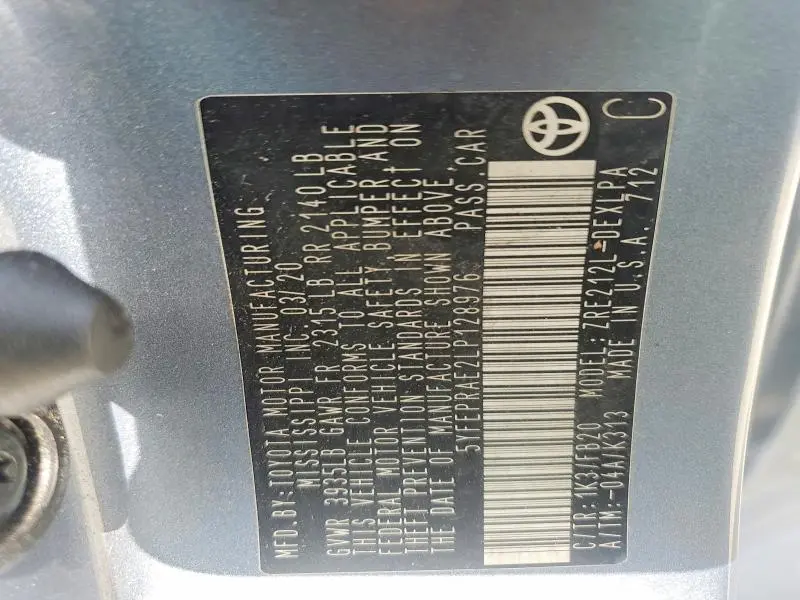 MFD.BY:TOYOTA MOTOR MANUFACTURING
MISSISSIPPI INC. 03/20
GVWR 3935LB GAWR FR 2315LB RR 2140LB
THIS VEHICLE CONFORMS TO ALL APPLICABLE
FEDERAL MOTOR VEHICLE SAFETY, BUMPER AND
THEFT PREVENTION STANDARDS IN EFFECT ON
THE DATE OF MANUFACTURE SHOWN ABOVE.
5YFEPRAE2LP128976 PASS.CAR
C/TR:1K3/FB20 MODEL:ZRE212L-DEXLPA
A/TM:-04A/K313 MADE IN U.S.A. 712 C